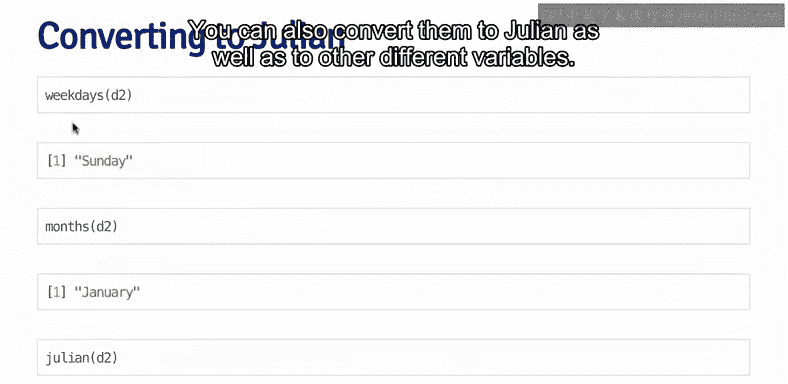 Converting to Julian
You can also convert them to Julian as
well as to other different variables.
weekdays(d2)
[1] "Sunday"
months(d2)
[1] "January"
julian(d2)